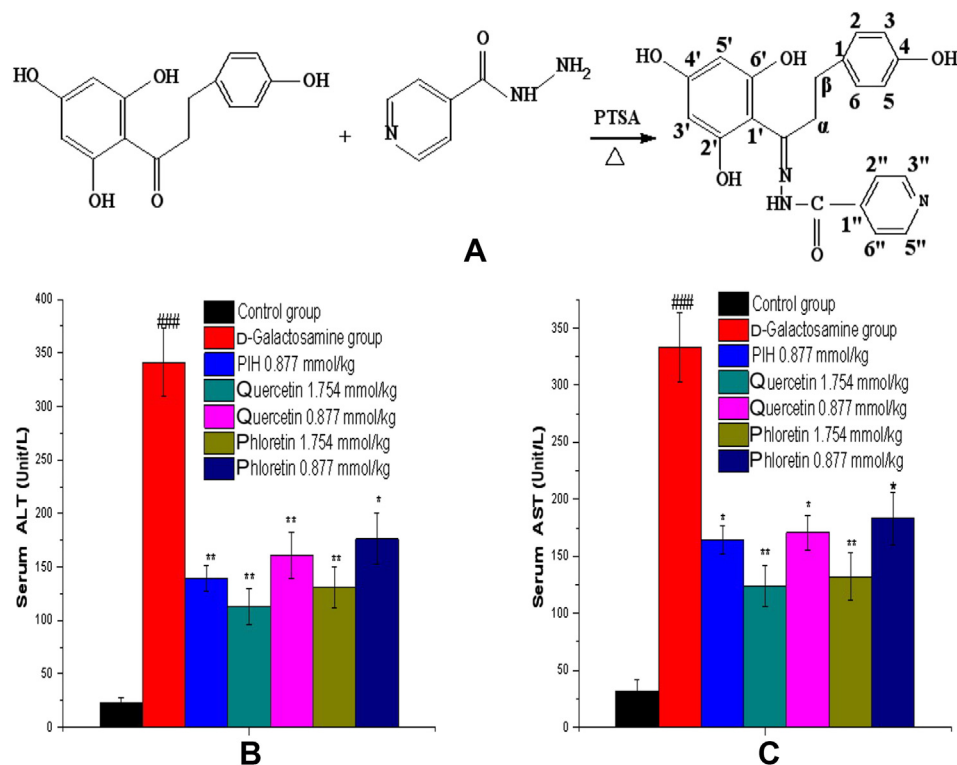 HO OH OH
OH O
O NH NH₂
N
+
PTSA
△
HO 4' 5' 6' OH
3' 2' 1' OH
β α
1 2 3 4 5 6 OH
N
HN C O
1" 2" 3" N 5" 6"
A
400
350
300
250
200
150
100
50
0
Serum ALT (Unit/L)
Control group
D-Galactosamine group
PIH 0.877 mmol/kg
Quercetin 1.754 mmol/kg
Quercetin 0.877 mmol/kg
Phloretin 1.754 mmol/kg
Phloretin 0.877 mmol/kg
###
** ** ** ** *
B
350
300
250
200
150
100
50
0
Serum AST (Unit/L)
Control group
D-Galactosamine group
PIH 0.877 mmol/kg
Quercetin 1.754 mmol/kg
Quercetin 0.877 mmol/kg
Phloretin 1.754 mmol/kg
Phloretin 0.877 mmol/kg
###
* ** * ** *
C